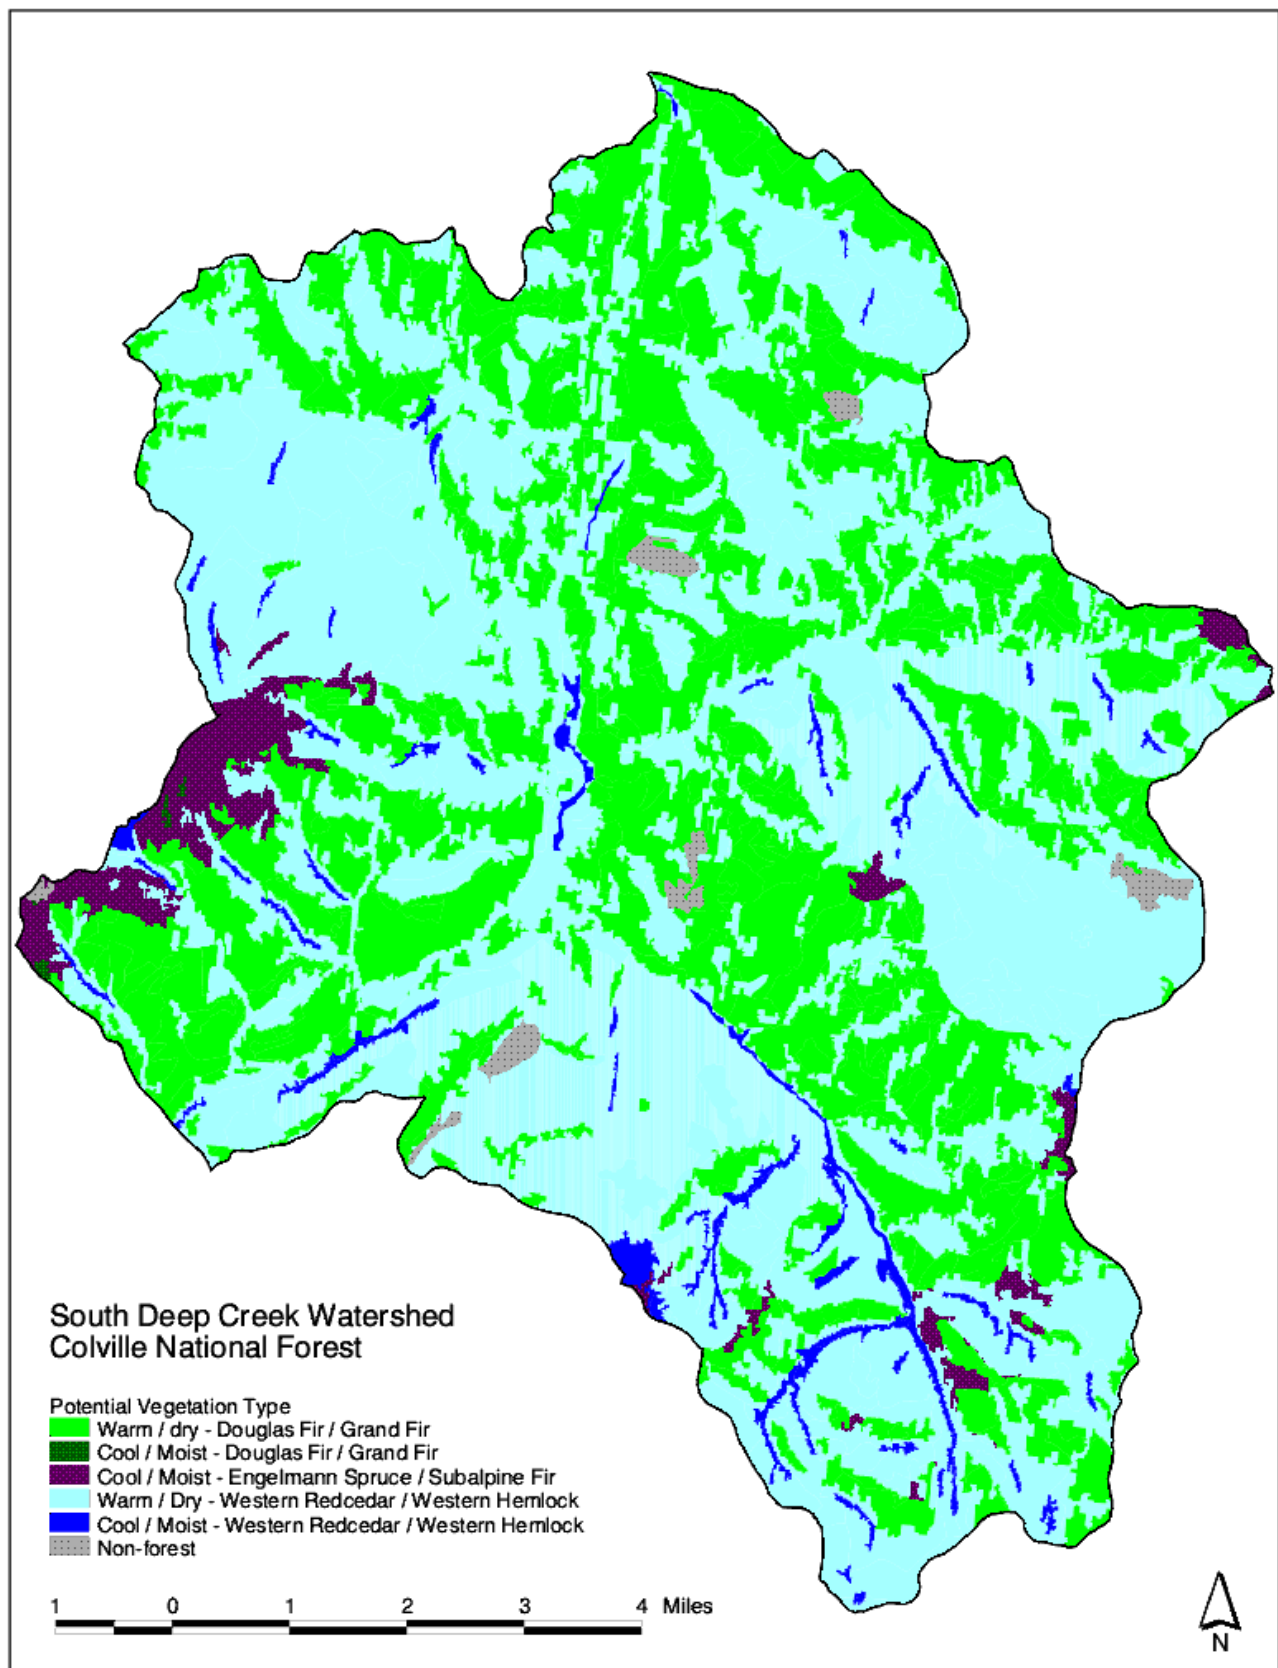 South Deep Creek Watershed
Colville National Forest
Potential Vegetation Type
Warm / dry - Douglas Fir / Grand Fir
Cool / Moist - Douglas Fir / Grand Fir
Cool / Moist - Engelmann Spruce / Subalpine Fir
Warm / Dry - Western Redcedar / Western Hemlock
Cool / Moist - Western Redcedar / Western Hemlock
Non-forest
1 0 1 2 3 4 Miles
N